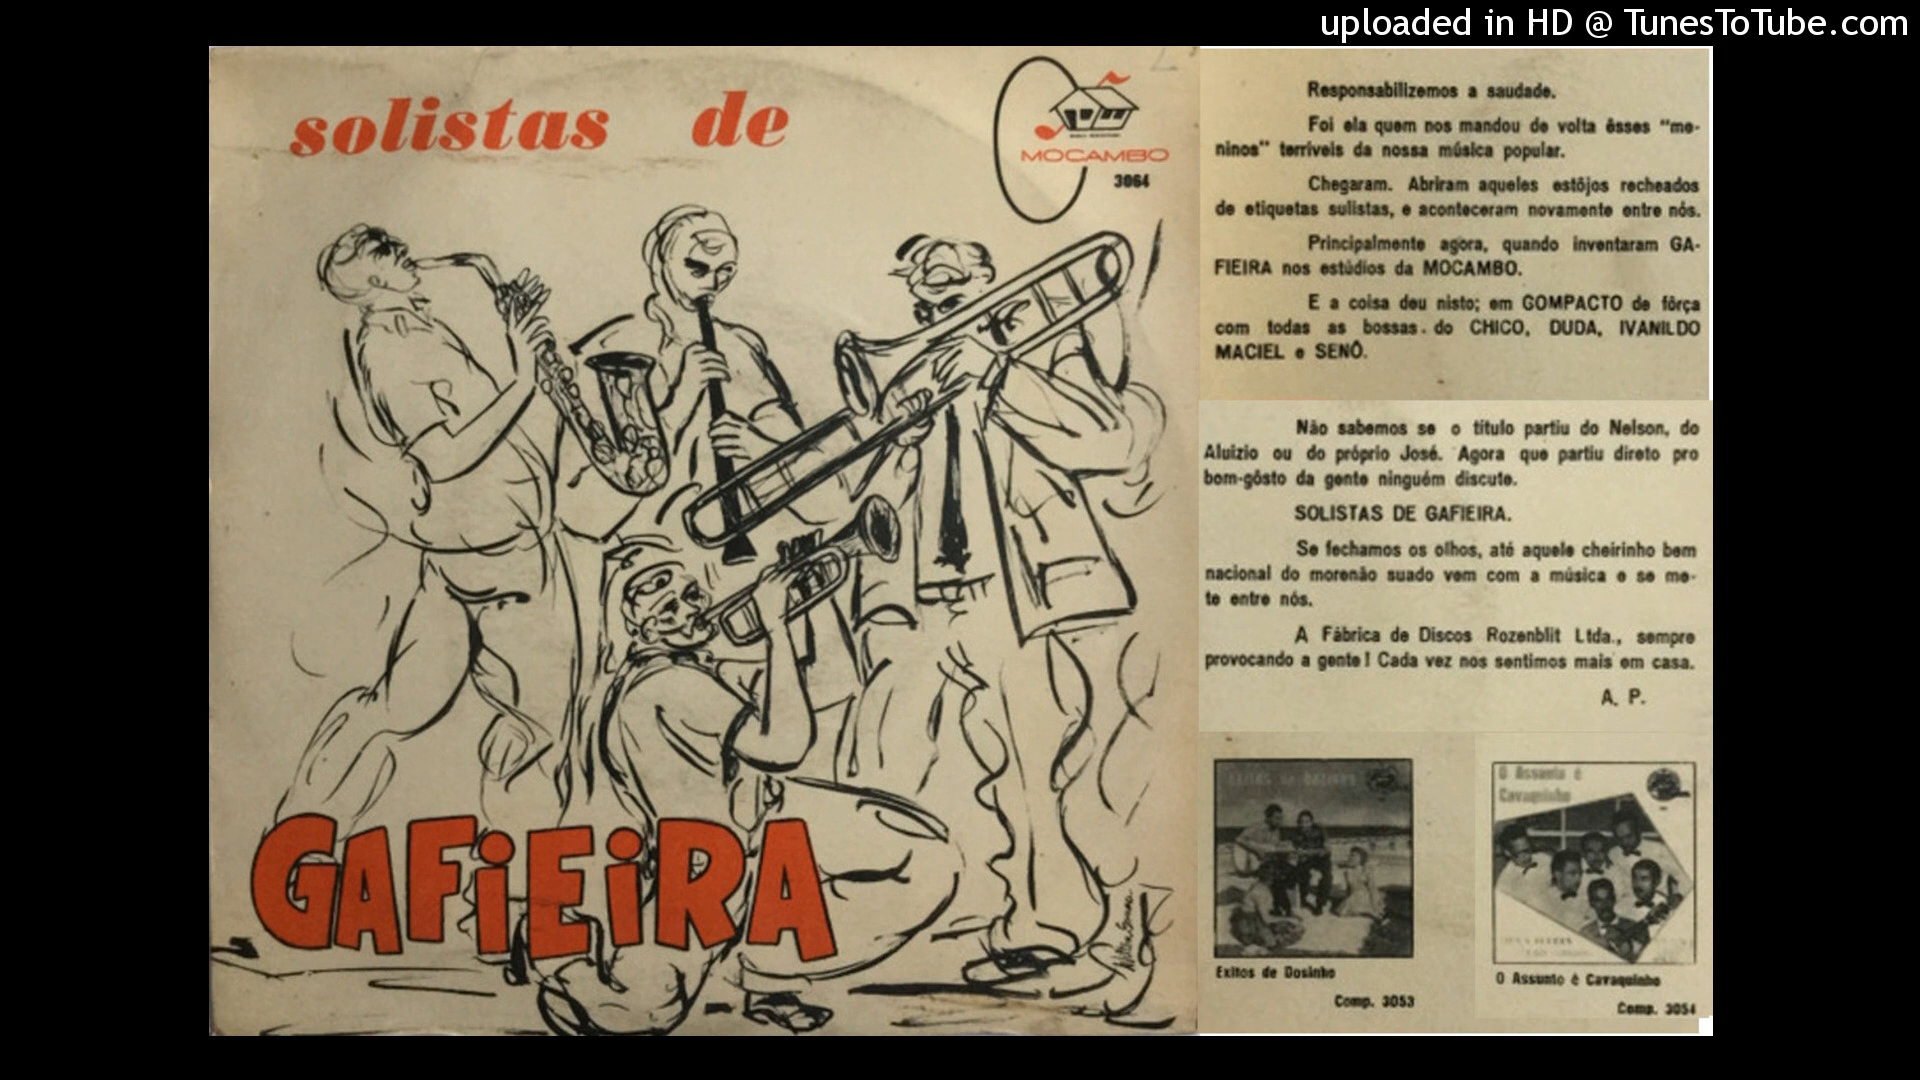 uploaded in HD @ TunesToTube.com
solistas de
MOCAMBO
3064
GAFiEiRA
Responsabilizemos a saudade.
Foi ela quem nos mandou de volta êsses "me-
ninos" terríveis da nossa música popular.
Chegaram. Abriram aqueles estôjos recheados
de etiquetas sulistas, e aconteceram novamente entre nós.
Principalmente agora, quando inventaram GA-
FIEIRA nos estúdios da MOCAMBO.
E a coisa deu nisto; em GOMPACTO de fôrça
com todas as bossas do CHICO, DUDA, IVANILDO
MACIEL e SENÔ.
Não sabemos se o título partiu do Nelson, do
Aluizio ou do próprio José. Agora que partiu direto pro
bom-gôsto da gente ninguém discute.
SOLISTAS DE GAFIEIRA.
Se fechamos os olhos, até aquele cheirinho bem
nacional do morenão suado vem com a música e se me-
te entre nós.
A Fábrica de Discos Rozenblit Ltda., sempre
provocando a gente! Cada vez nos sentimos mais em casa.
A. P.
O Assunto é
Cavaquinho
Exitos de Dosinho
Comp. 3053
O Assunto é Cavaquinho
Comp. 3054